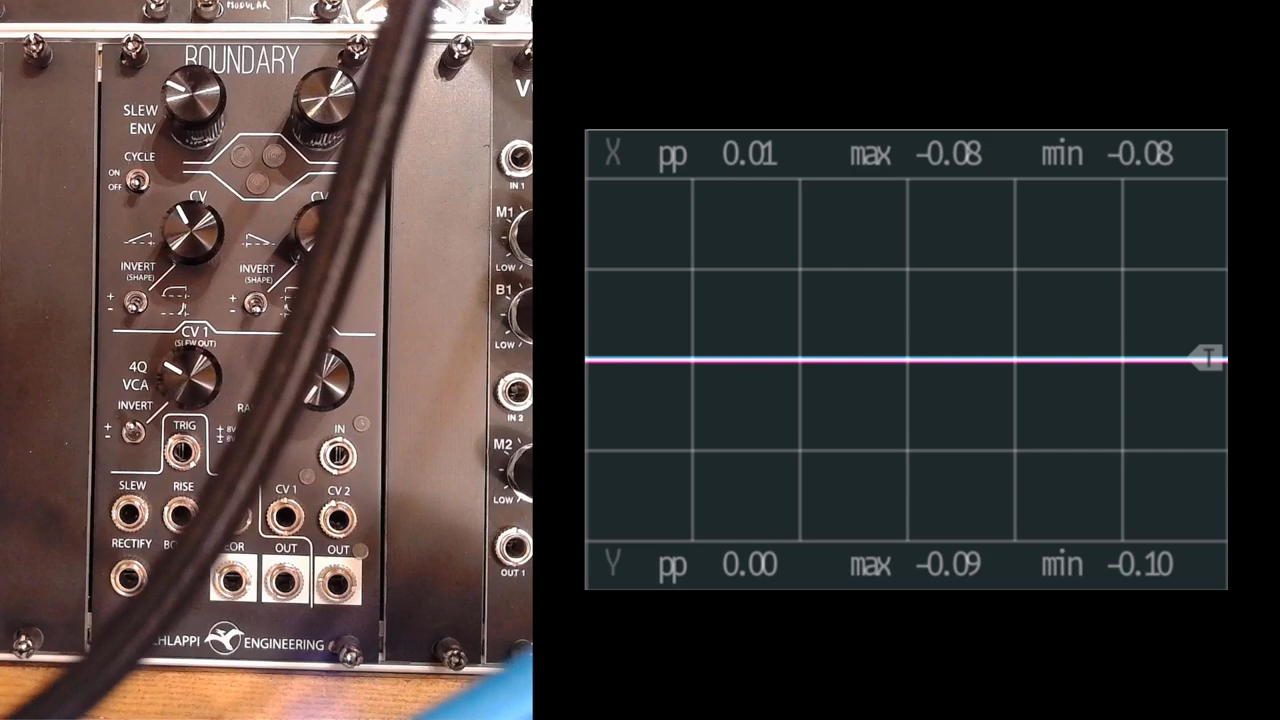 MODULAR
BOUNDARY
SLEW
ENV
CYCLE
ON
OFF
CV
INVERT
(SHAPE)
INVERT
(SHAPE)
+
-
+
-
CV 1
(SLEW OUT)
4Q
VCA
INVERT
+
-
TRIG
IN
SLEW
RISE
CV 1
CV 2
RECTIFY
EOR
OUT
OUT
ENGINEERING
IN 1
M1
LOW
B1
LOW
IN 2
M2
LOW
OUT 1
X pp 0.01 max -0.08 min -0.08
T
Y pp 0.00 max -0.09 min -0.10